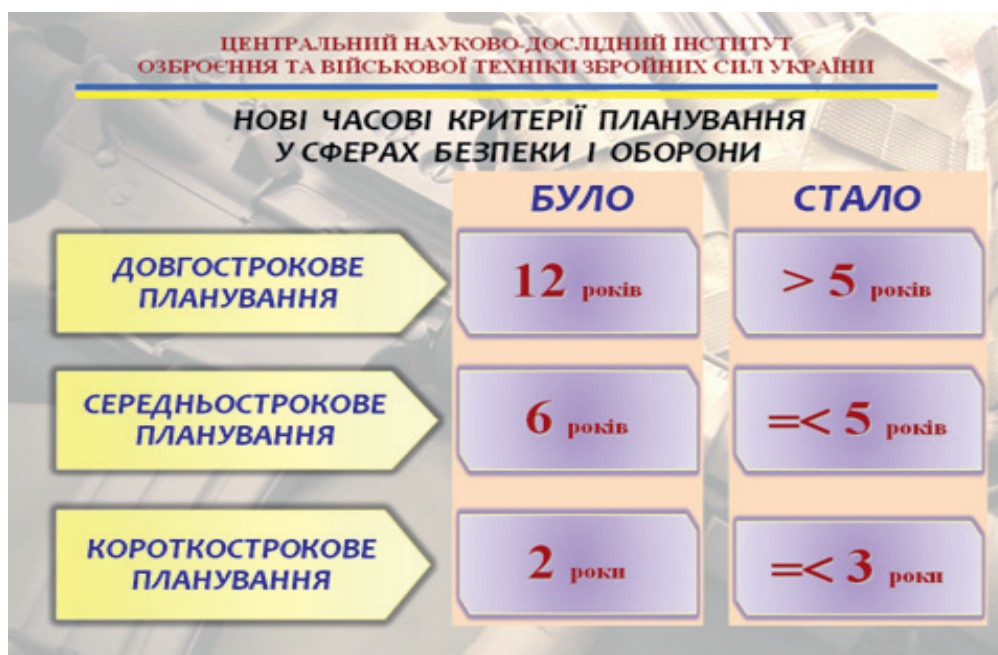 ЦЕНТРАЛЬНИЙ НАУКОВО-ДОСЛІДНИЙ ІНСТИТУТ
ОЗБРОЄННЯ ТА ВІЙСЬКОВОЇ ТЕХНІКИ ЗБРОЙНИХ СИЛ УКРАЇНИ
НОВІ ЧАСОВІ КРИТЕРІЇ ПЛАНУВАННЯ
У СФЕРАХ БЕЗПЕКИ І ОБОРОНИ
БУЛО СТАЛО
ДОВГОСТРОКОВЕ
ПЛАНУВАННЯ
12 років > 5 років
СЕРЕДНЬОСТРОКОВЕ
ПЛАНУВАННЯ
6 років =< 5 років
КОРОТКОСТРОКОВЕ
ПЛАНУВАННЯ
2 роки =< 3 роки